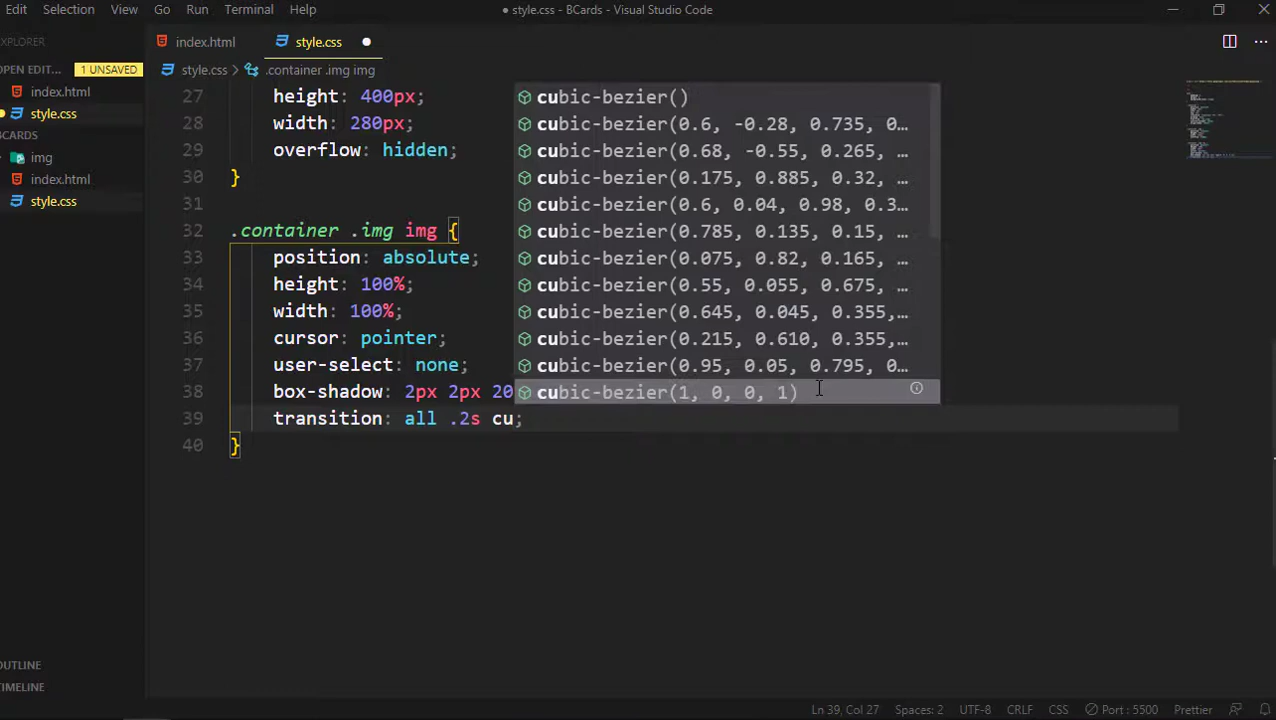 Edit Selection View Go Run Terminal Help
● style.css - BCards - Visual Studio Code
EXPLORER
index.html
style.css
OPEN EDIT...
1 UNSAVED
index.html
style.css
BCARDS
img
index.html
style.css
OUTLINE
TIMELINE
style.css > .container .img img
27 height: 400px;
28 width: 280px;
29 overflow: hidden;
30 }
31
32 .container .img img {
33 position: absolute;
34 height: 100%;
35 width: 100%;
36 cursor: pointer;
37 user-select: none;
38 box-shadow: 2px 2px 20
39 transition: all .2s cu;
40 }
cubic-bezier()
cubic-bezier(0.6, -0.28, 0.735, 0…
cubic-bezier(0.68, -0.55, 0.265, …
cubic-bezier(0.175, 0.885, 0.32, …
cubic-bezier(0.6, 0.04, 0.98, 0.3…
cubic-bezier(0.785, 0.135, 0.15, …
cubic-bezier(0.075, 0.82, 0.165, …
cubic-bezier(0.55, 0.055, 0.675, …
cubic-bezier(0.645, 0.045, 0.355,…
cubic-bezier(0.215, 0.610, 0.355,…
cubic-bezier(0.95, 0.05, 0.795, 0…
cubic-bezier(1, 0, 0, 1)
Ln 39, Col 27 Spaces: 2 UTF-8 CRLF CSS Port : 5500 Prettier